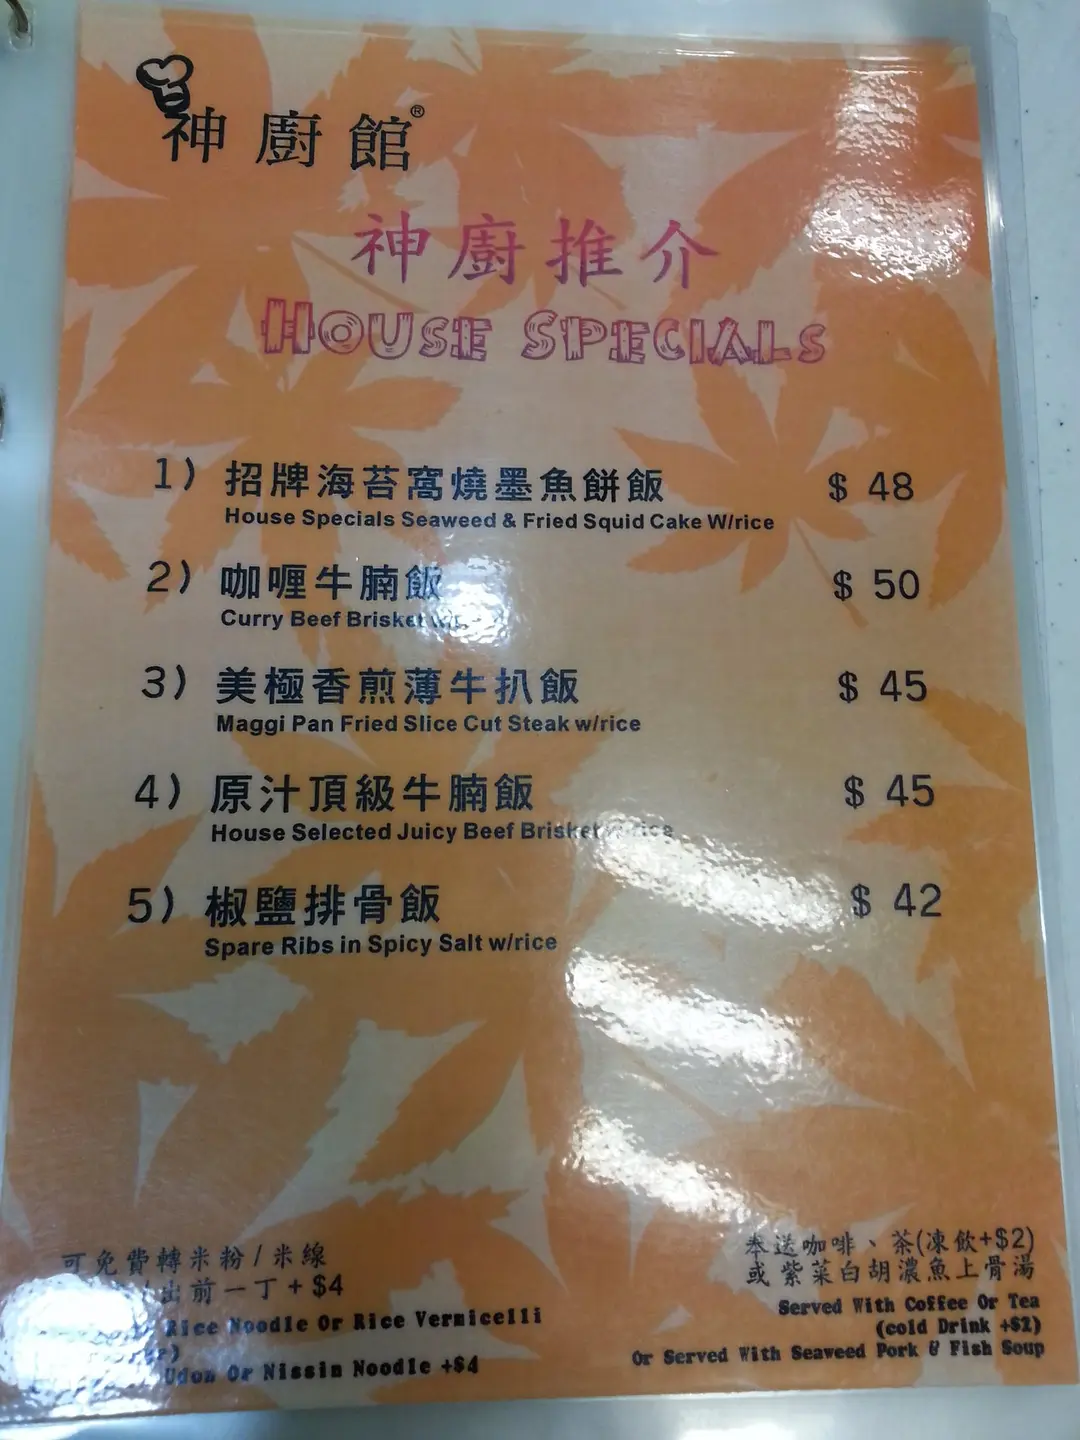 神廚館®
神廚推介
HOUSE SPECIALS
1) 招牌海苔窩燒墨魚餅飯 $ 48
House Specials Seaweed & Fried Squid Cake W/rice
2) 咖喱牛腩飯 $ 50
Curry Beef Brisket
3) 美極香煎薄牛扒飯 $ 45
Maggi Pan Fried Slice Cut Steak w/rice
4) 原汁頂級牛腩飯 $ 45
House Selected Juicy Beef Brisket w/rice
5) 椒鹽排骨飯 $ 42
Spare Ribs in Spicy Salt w/rice
可免費轉米粉/米線
出前一丁+$4
Rice Noodle Or Rice Vermicelli
Udon Or Nissin Noodle +$4
奉送咖啡、茶(凍飲+$2)
或紫菜白胡濃魚上骨湯
Served With Coffee Or Tea
(cold Drink +$2)
Or Served With Seaweed Pork & Fish Soup